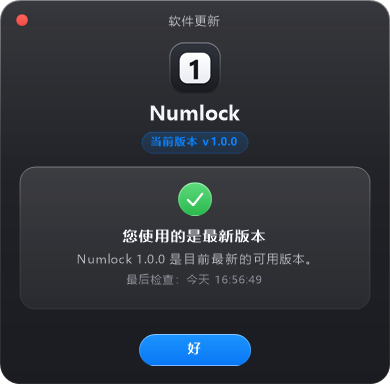 软件更新
1
Numlock
当前版本 v1.0.0
您使用的是最新版本
Numlock 1.0.0 是目前最新的可用版本。
最后检查：今天 16:56:49
好